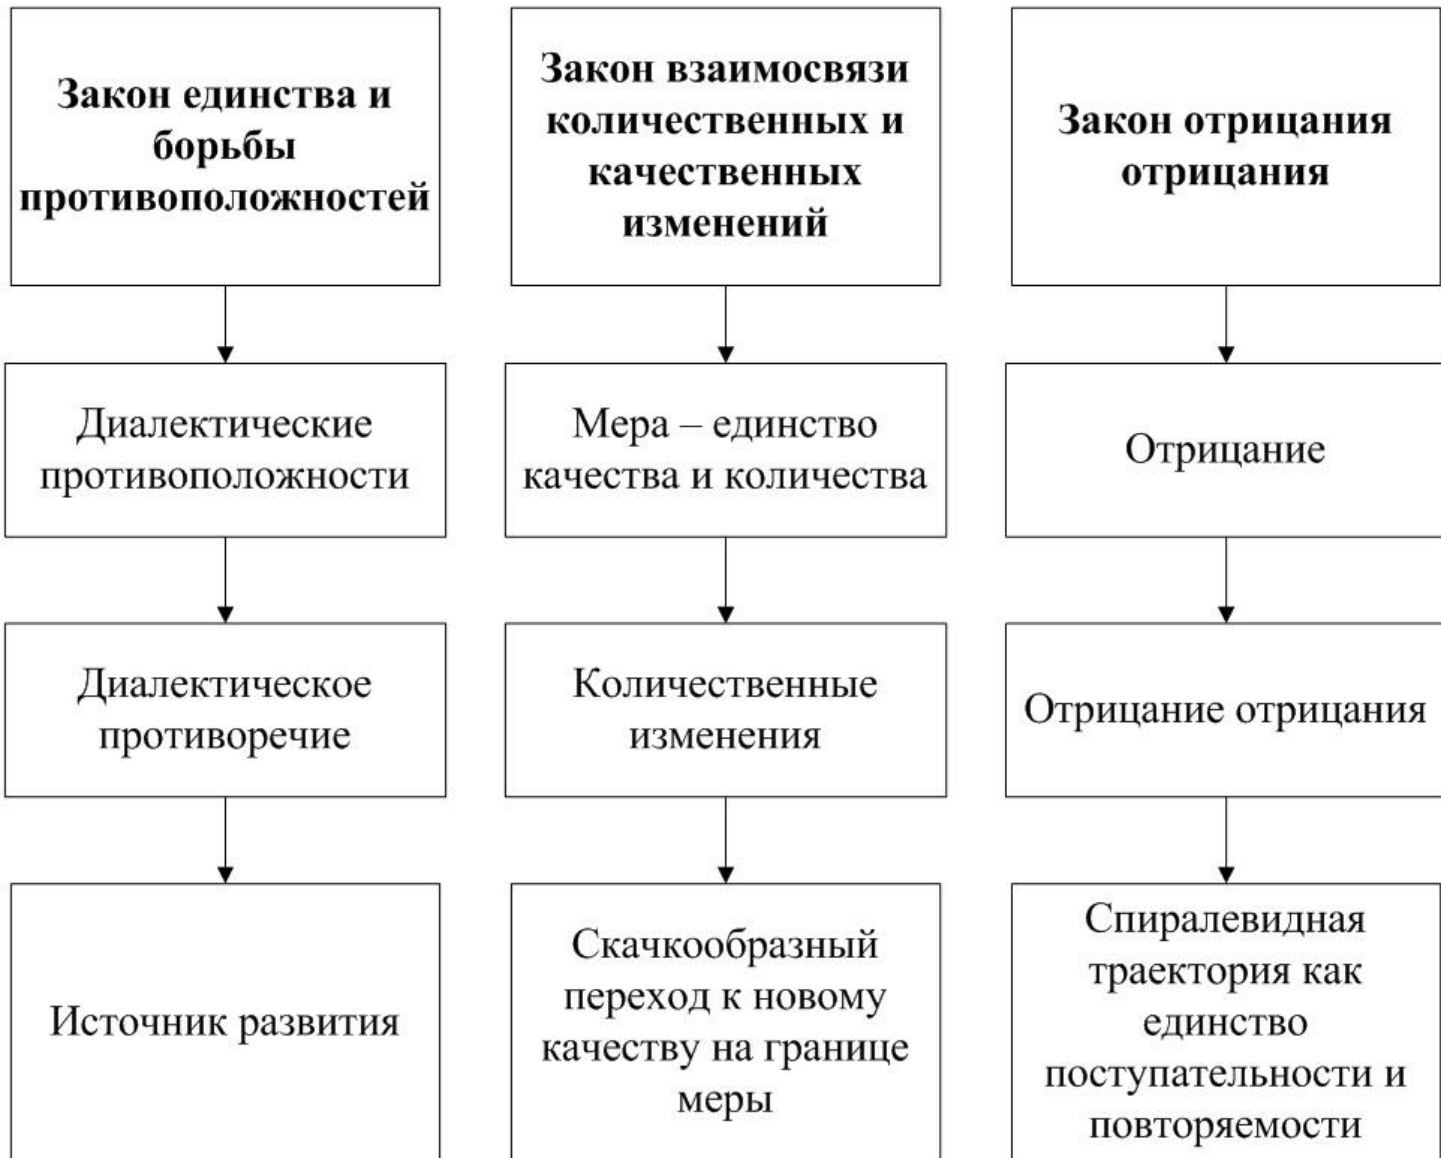 Закон единства и
борьбы
противоположностей
Закон взаимосвязи
количественных и
качественных
изменений
Закон отрицания
отрицания
Диалектические
противоположности
Мера – единство
качества и количества
Отрицание
Диалектическое
противоречие
Количественные
изменения
Отрицание отрицания
Источник развития
Скачкообразный
переход к новому
качеству на границе
меры
Спиралевидная
траектория как
единство
поступательности и
повторяемости